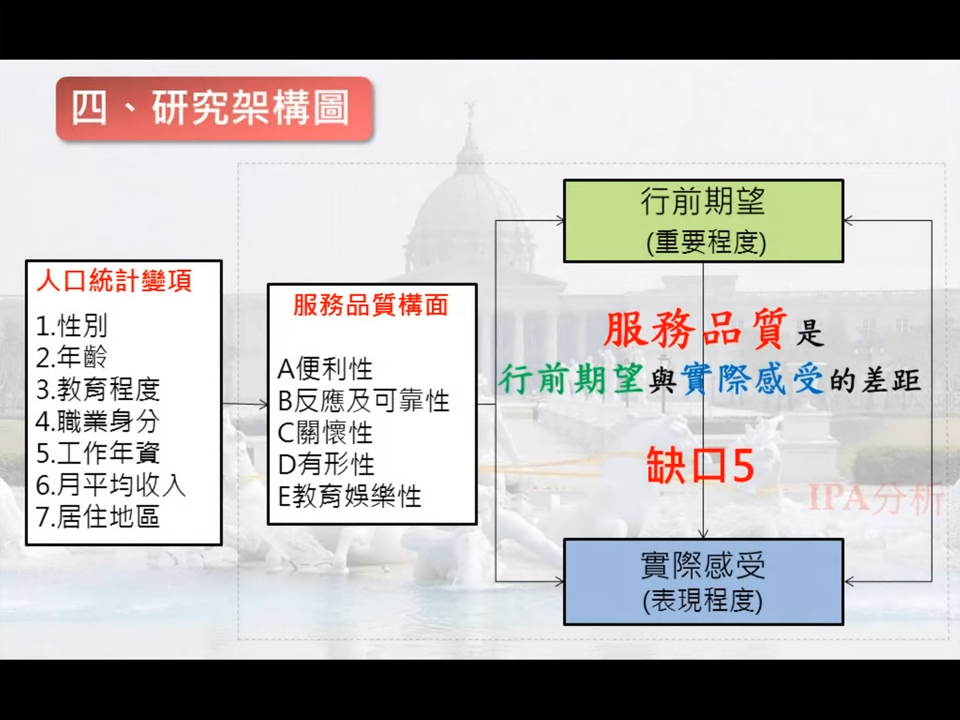 四、研究架構圖
人口統計變項
1.性別
2.年齡
3.教育程度
4.職業身分
5.工作年資
6.月平均收入
7.居住地區
服務品質構面
A便利性
B反應及可靠性
C關懷性
D有形性
E教育娛樂性
行前期望
(重要程度)
服務品質是
行前期望與實際感受的差距
缺口5
IPA分析
實際感受
(表現程度)